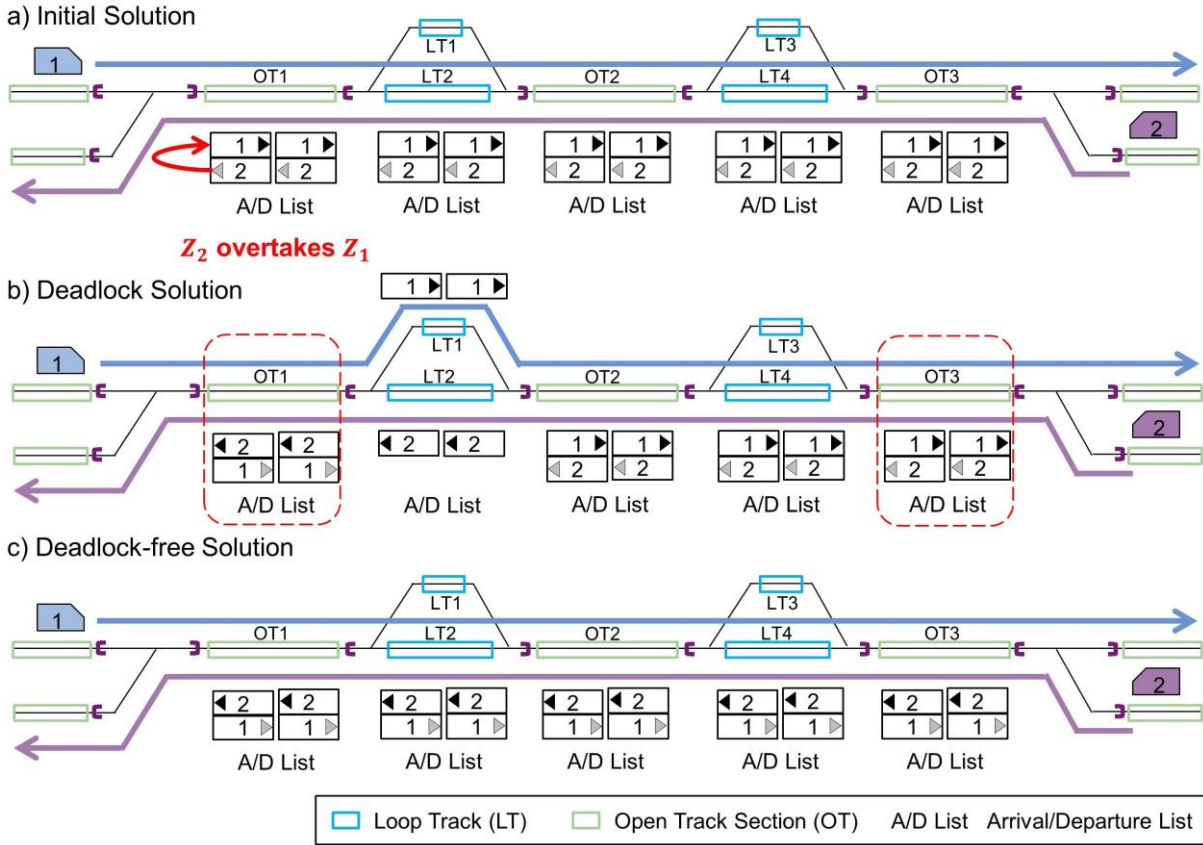 a) Initial Solution
1
LT1
LT3
OT1 LT2 OT2 LT4 OT3
2
1 1 1 1 1 1 1 1 1 1
2 2 2 2 2 2 2 2 2 2
A/D List A/D List A/D List A/D List A/D List
Z2 overtakes Z1
b) Deadlock Solution
1 1
1
LT1
LT3
OT1 LT2 OT2 LT4 OT3
2
2 2 2 2 1 1 1 1 1 1
1 1 2 2 2 2 2 2
A/D List A/D List A/D List A/D List A/D List
c) Deadlock-free Solution
1
LT1
LT3
OT1 LT2 OT2 LT4 OT3
2
2 2 2 2 2 2 2 2 2 2
1 1 1 1 1 1 1 1 1 1
A/D List A/D List A/D List A/D List A/D List
Loop Track (LT) Open Track Section (OT) A/D List Arrival/Departure List